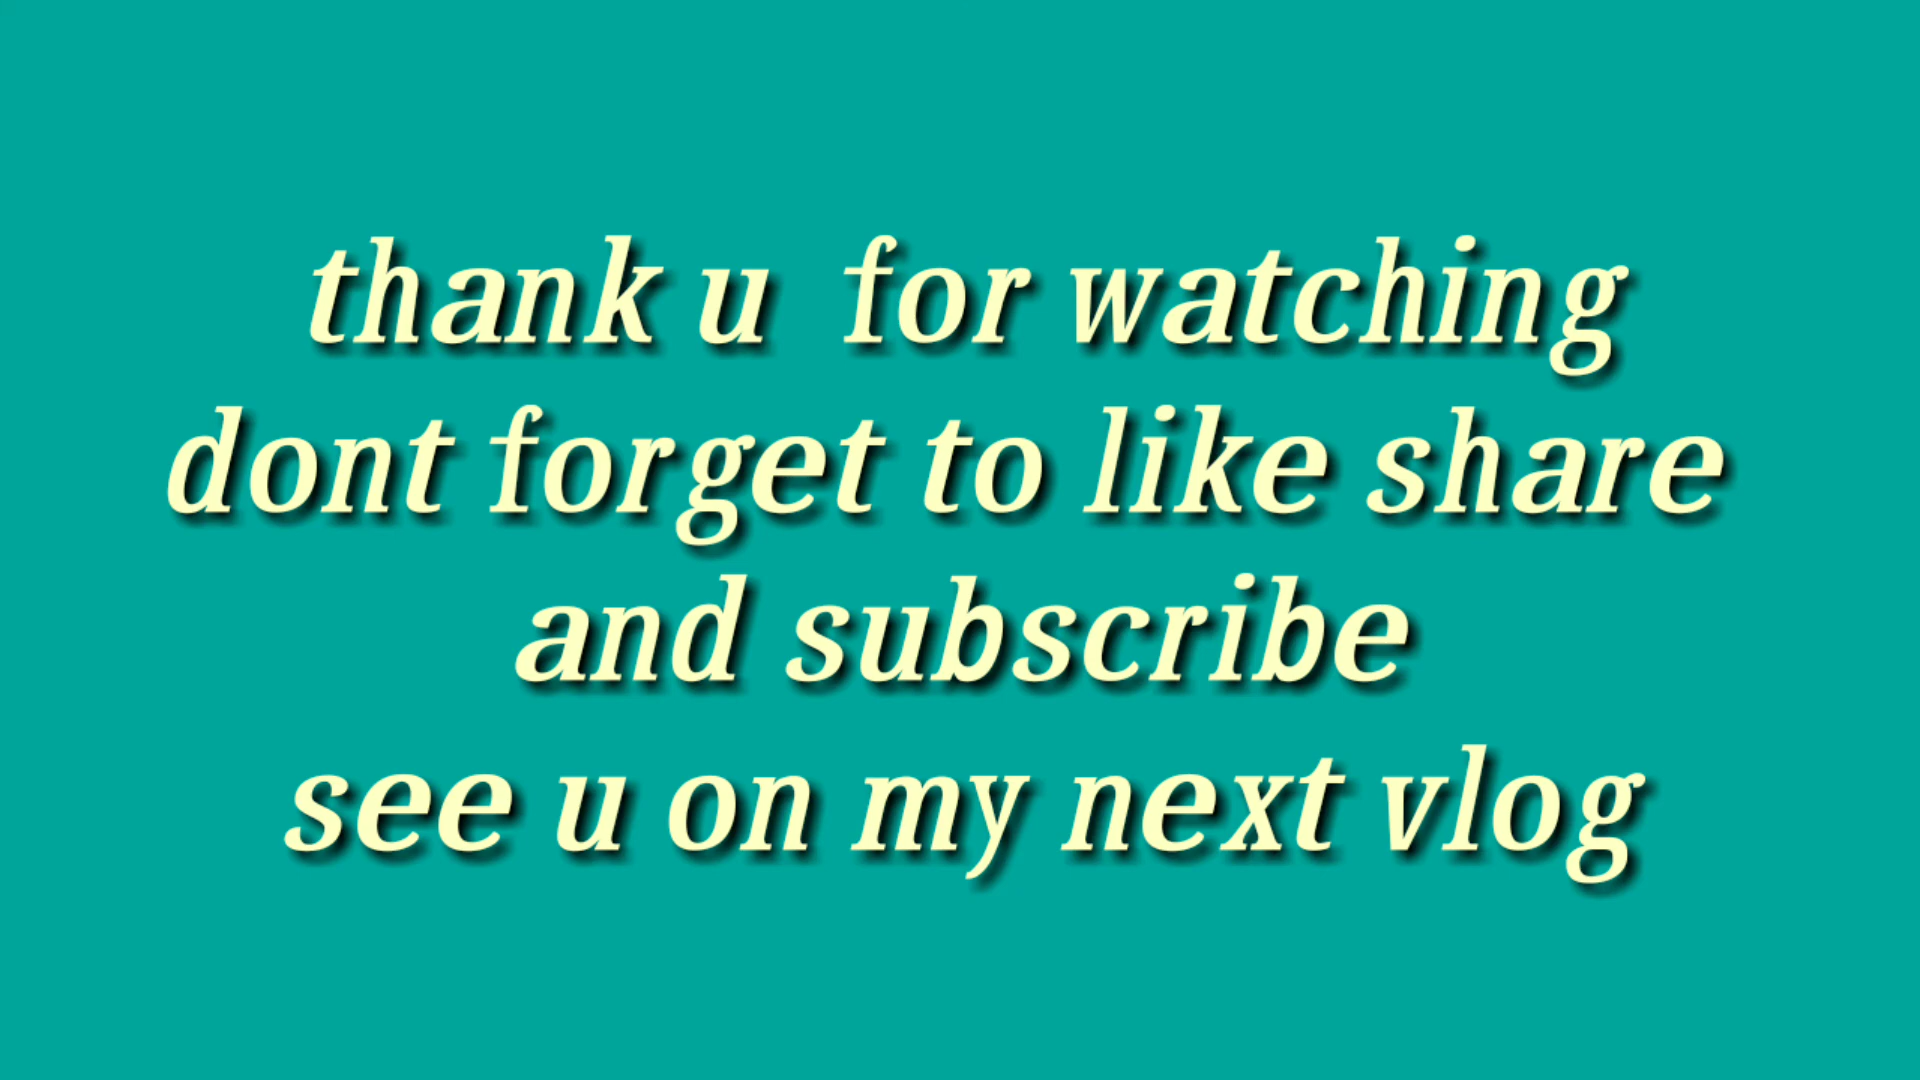 thank u  for watching
dont forget to like share
and subscribe
see u on my next vlog